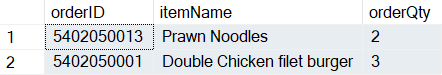 orderID itemName orderQty
1 5402050013 Prawn Noodles 2
2 5402050001 Double Chicken filet burger 3